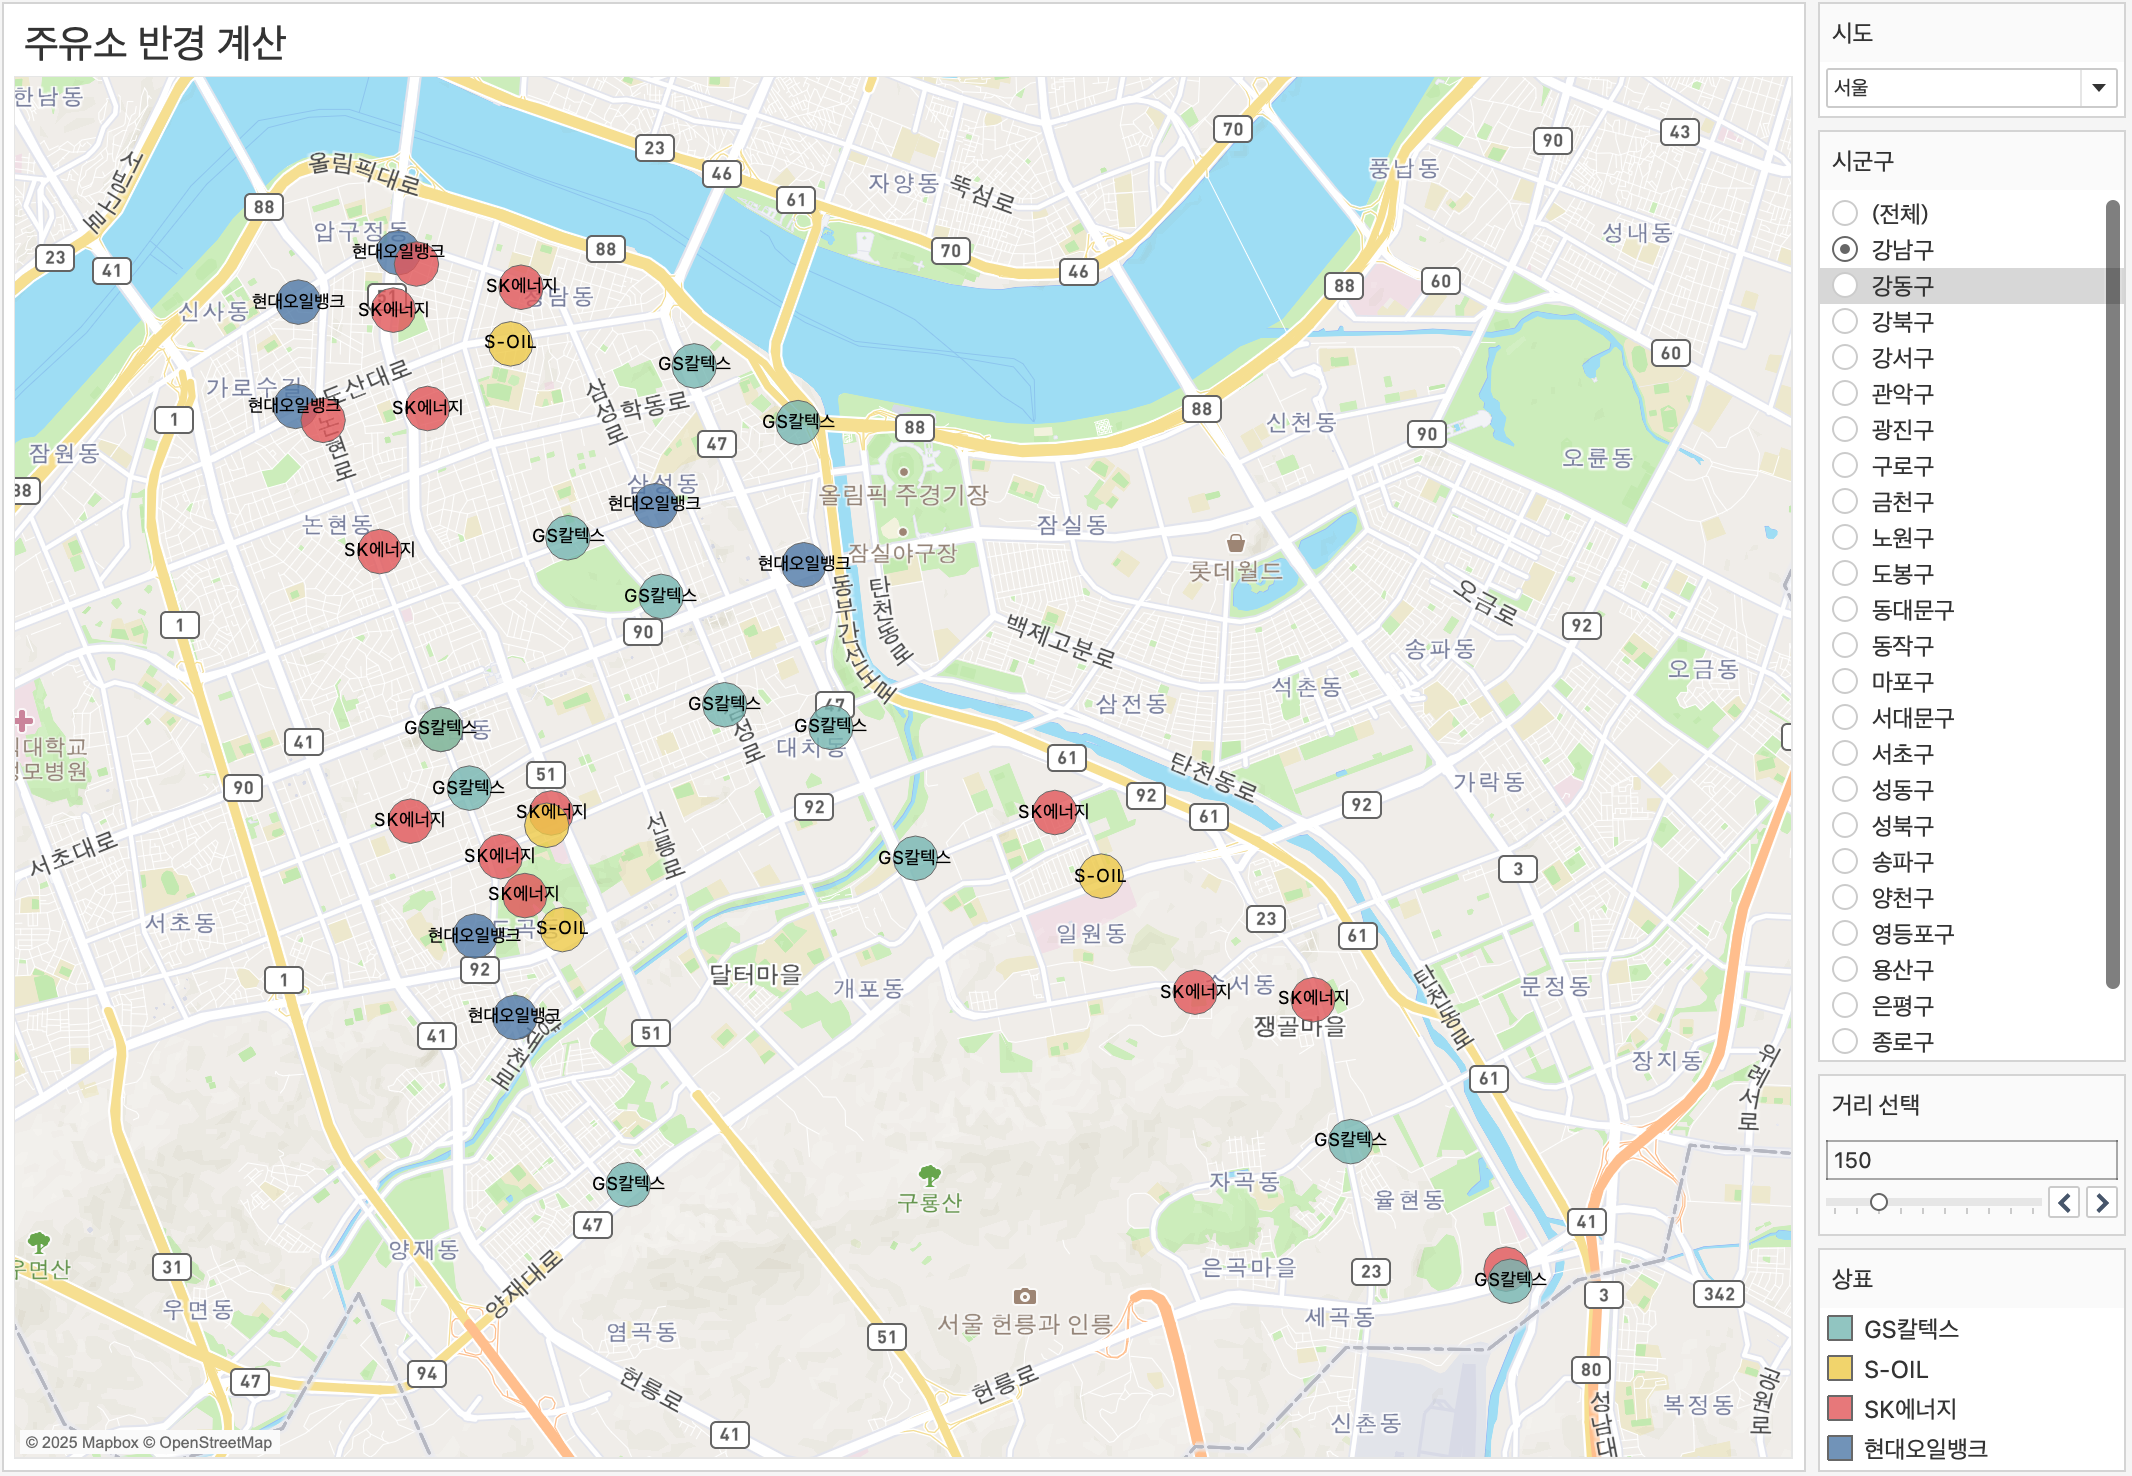 주유소 반경 계산
한남동
23
46
70
90
43
자양동
뚝섬로
풍납동
61
올림픽대로
88
압구정동
현대오일뱅크
23
41
88
70
46
88
60
성내동
신사동
현대오일뱅크
SK에너지
SK에너지
청남동
S-OIL
GS칼텍스
60
가로수길
도산대로
현대오일뱅크
논현로
SK에너지
삼성로
학동로
GS칼텍스
1
47
88
88
신천동
90
오륜동
잠원동
88
삼성동
현대오일뱅크
올림픽 주경기장
논현동
SK에너지
GS칼텍스
현대오일뱅크
잠실야구장
잠실동
롯데월드
GS칼텍스
동부간선도로
탄천동로
백제고분로
오금로
92
1
90
송파동
오금동
GS칼텍스
47
GS칼텍스
대치동
삼전동
석촌동
GS칼텍스
41
51
61
탄천동로
가락동
90
GS칼텍스
SK에너지
SK에너지
92
SK에너지
92
61
92
서초대로
선릉로
SK에너지
GS칼텍스
S-OIL
3
SK에너지
서초동
현대오일뱅크
S-OIL
일원동
23
61
92
1
달터마을
개포동
SK에너지
수서동
SK에너지
쟁골마을
탄천동로
문정동
현대오일뱅크
41
51
양재천로
61
장지동
위례서로
GS칼텍스
자곡동
율현동
GS칼텍스
구룡산
47
41
양재동
우면산
31
은곡마을
23
GS칼텍스
양재대로
우면동
서울 헌릉과 인릉
세곡동
3
342
염곡동
51
47
94
헌릉로
헌릉로
80
복정동
41
신촌동
© 2025 Mapbox © OpenStreetMap
시도
서울
시군구
(전체)
강남구
강동구
강북구
강서구
관악구
광진구
구로구
금천구
노원구
도봉구
동대문구
동작구
마포구
서대문구
서초구
성동구
성북구
송파구
양천구
영등포구
용산구
은평구
종로구
거리 선택
150
상표
GS칼텍스
S-OIL
SK에너지
현대오일뱅크